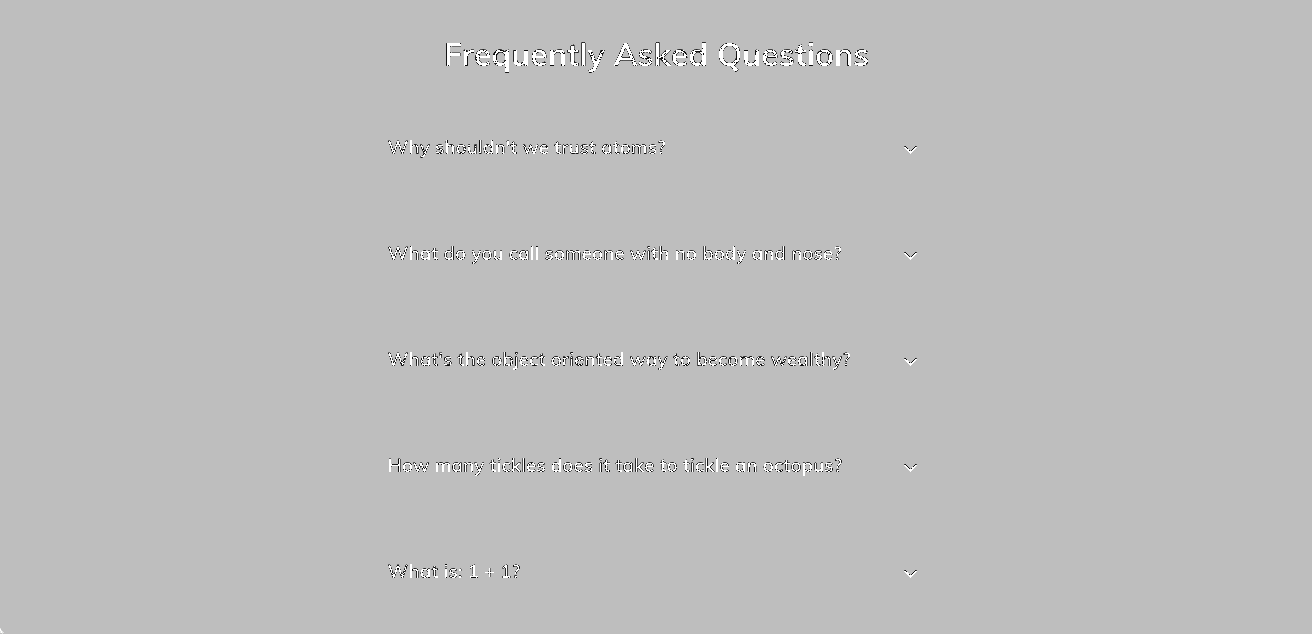 Frequently Asked Questions
Why shouldn't we trust atoms?
What do you call someone with no body and nose?
What's the object oriented way to become wealthy?
How many tickles does it take to tickle an octopus?
What is: 1 + 1?